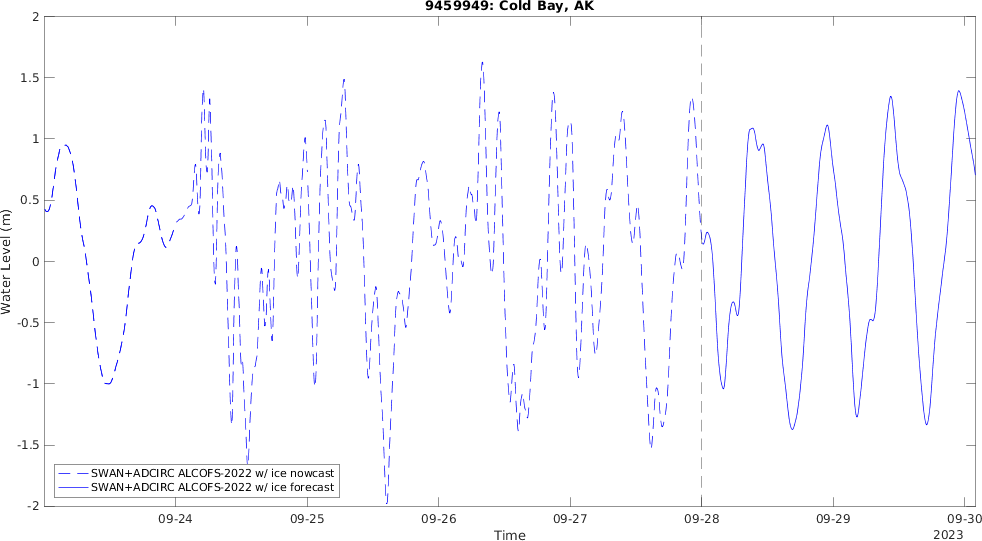 9459949: Cold Bay, AK
2
1.5
1
0.5
0
-0.5
-1
-1.5
-2
Water Level (m)
SWAN+ADCIRC ALCOFS-2022 w/ ice nowcast
SWAN+ADCIRC ALCOFS-2022 w/ ice forecast
09-24 09-25 09-26 09-27 09-28 09-29 09-30
Time
2023